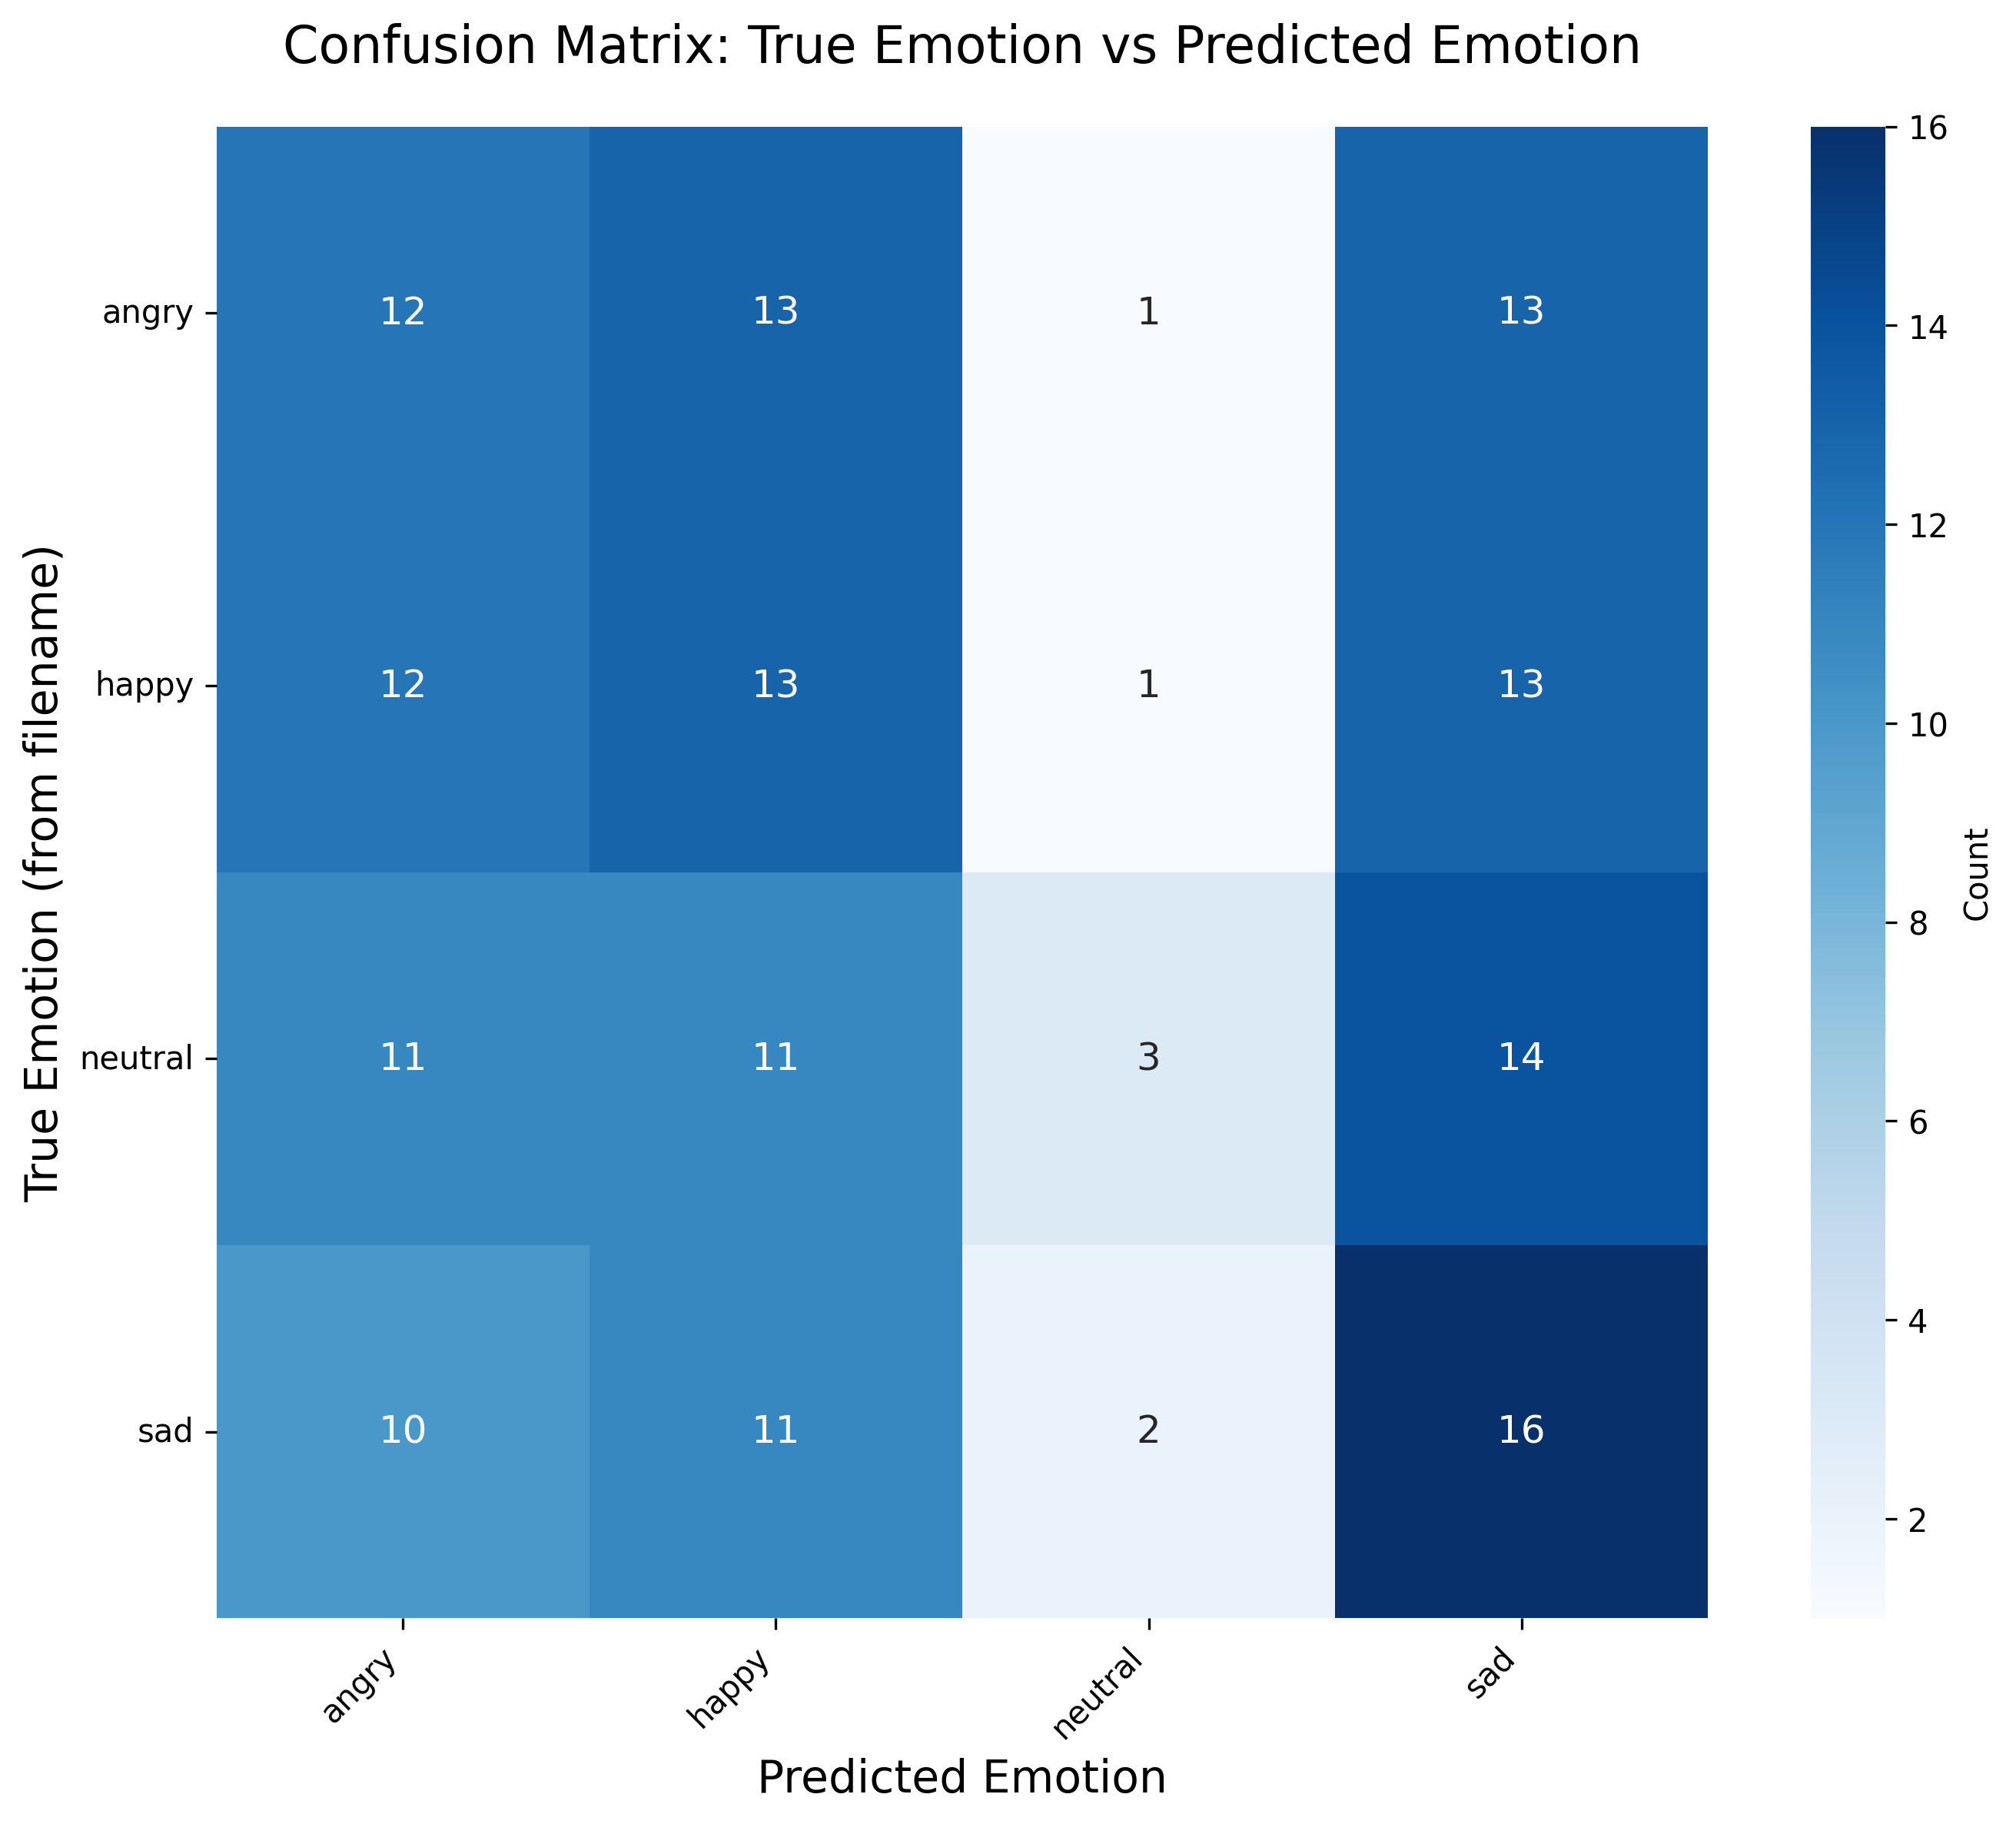 Confusion Matrix: True Emotion vs Predicted Emotion
True Emotion (from filename)
angry 12 13 1 13
happy 12 13 1 13
neutral 11 11 3 14
sad 10 11 2 16
angry happy neutral sad
Predicted Emotion
16
14
12
10
8
6
4
2
Count